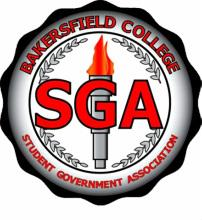 BAKERSFIELD COLLEGE
SGA
STUDENT GOVERNMENT ASSOCIATION